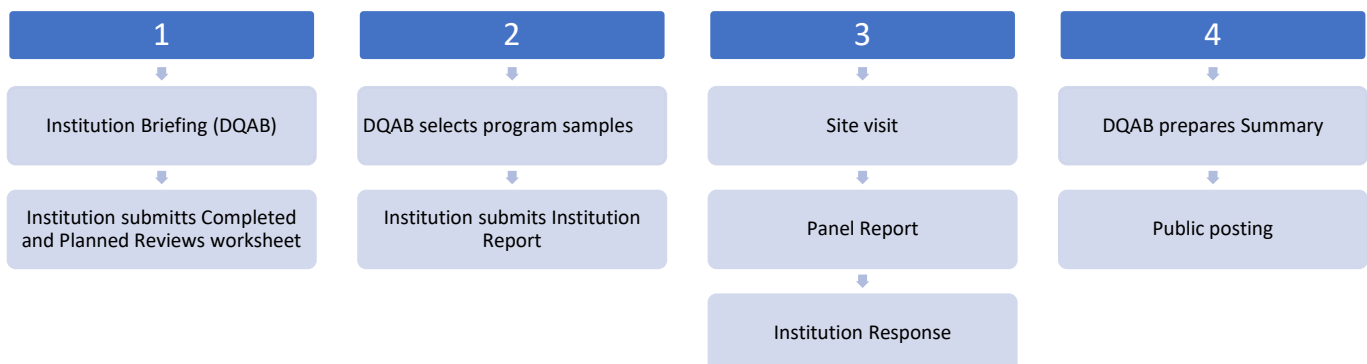 1
Institution Briefing (DQAB)
Institution submitts Completed
and Planned Reviews worksheet
2
DQAB selects program samples
Institution submits Institution
Report
3
Site visit
Panel Report
Institution Response
4
DQAB prepares Summary
Public posting